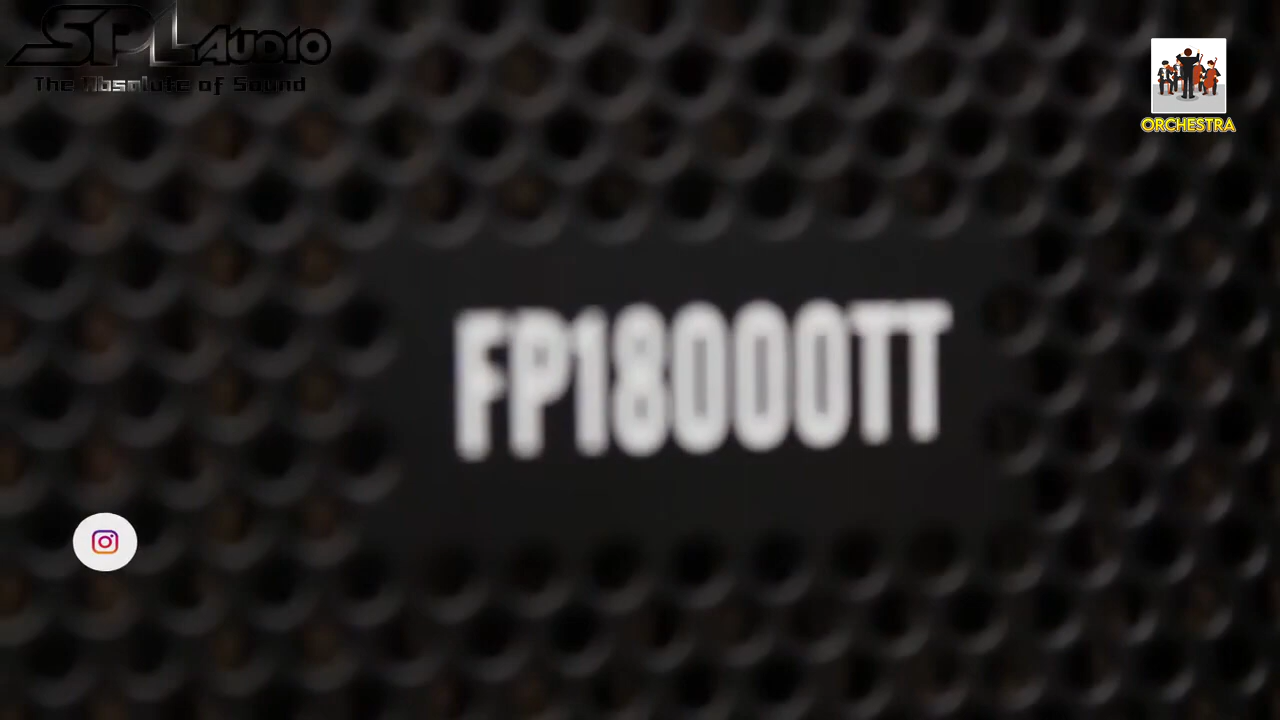 SPL AUDIO
The Absolute of Sound
ORCHESTRA
FP18000TT